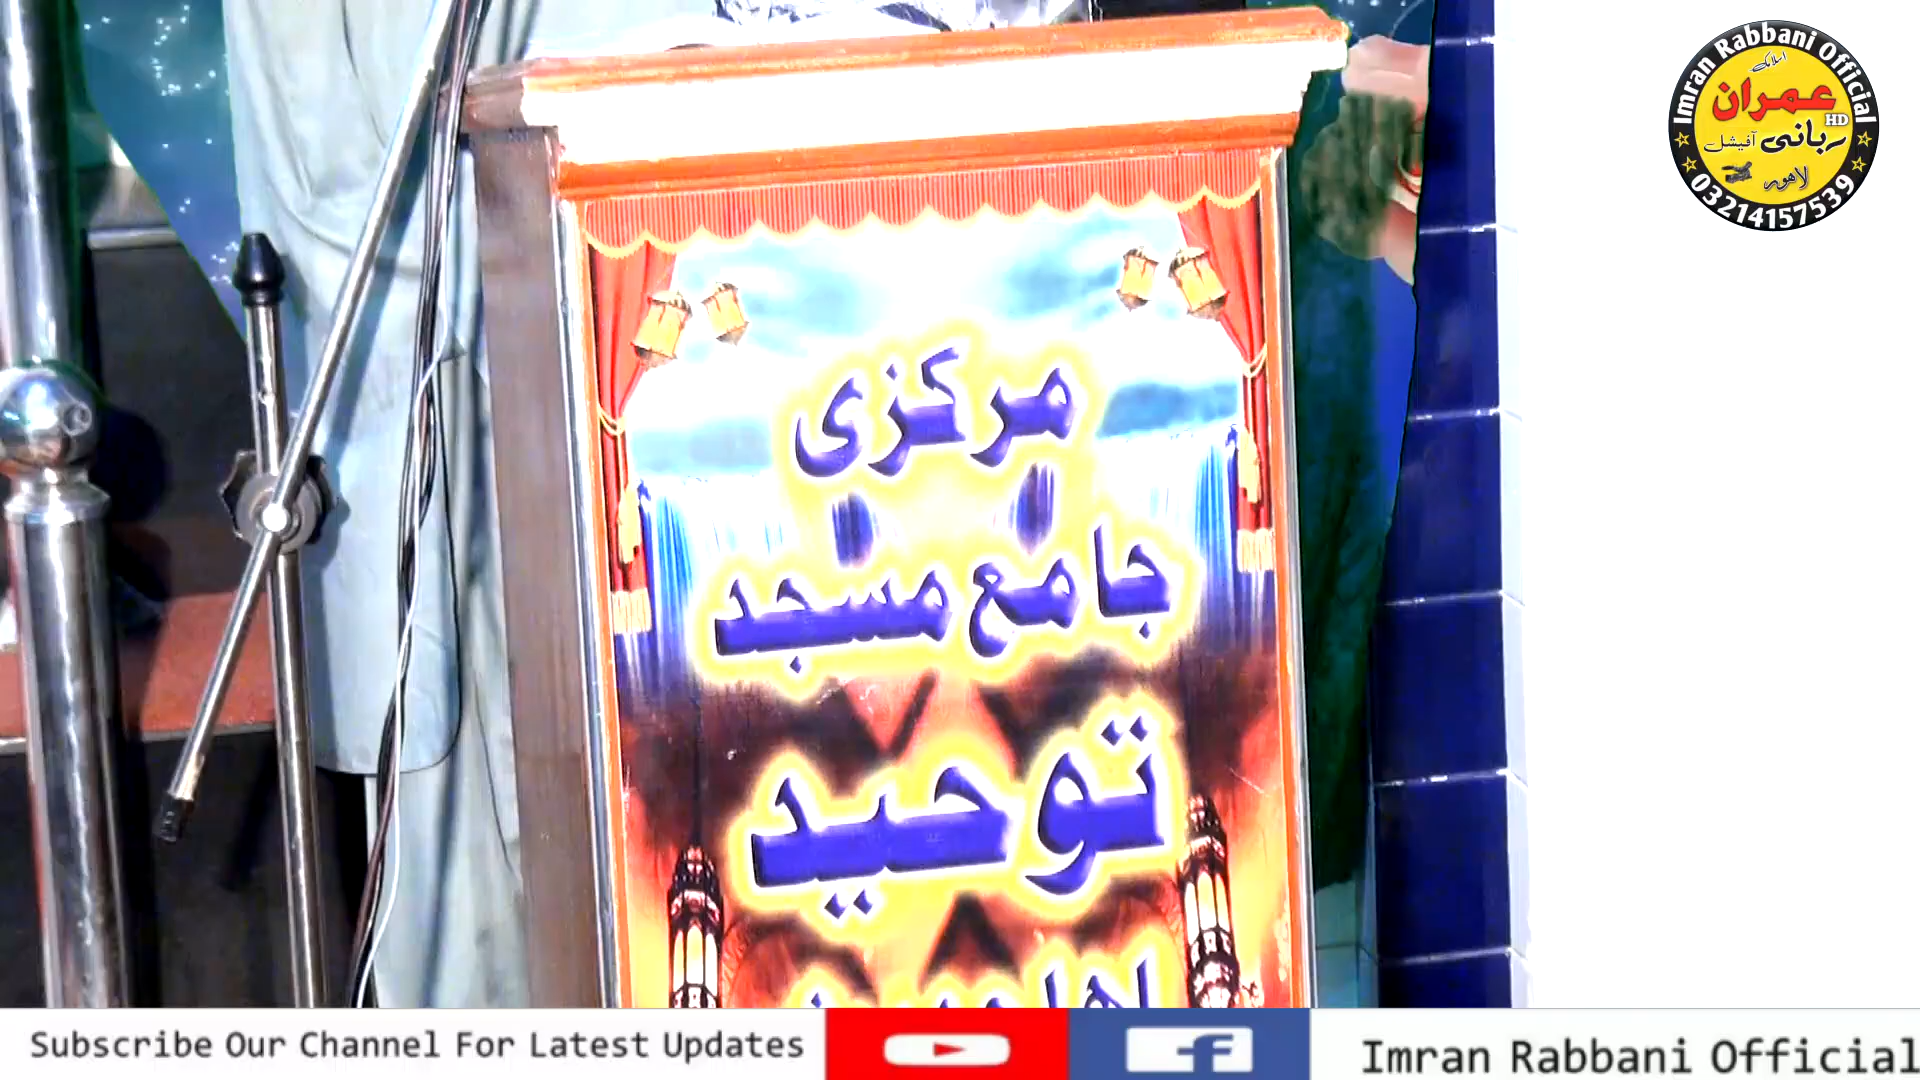 Imran Rabbani Official
اسلامک
عمران
HD
ربانی آفیشل
لاہور
03214157539
مرکزی
جامع مسجد
توحید
Subscribe Our Channel For Latest Updates
Imran Rabbani Official